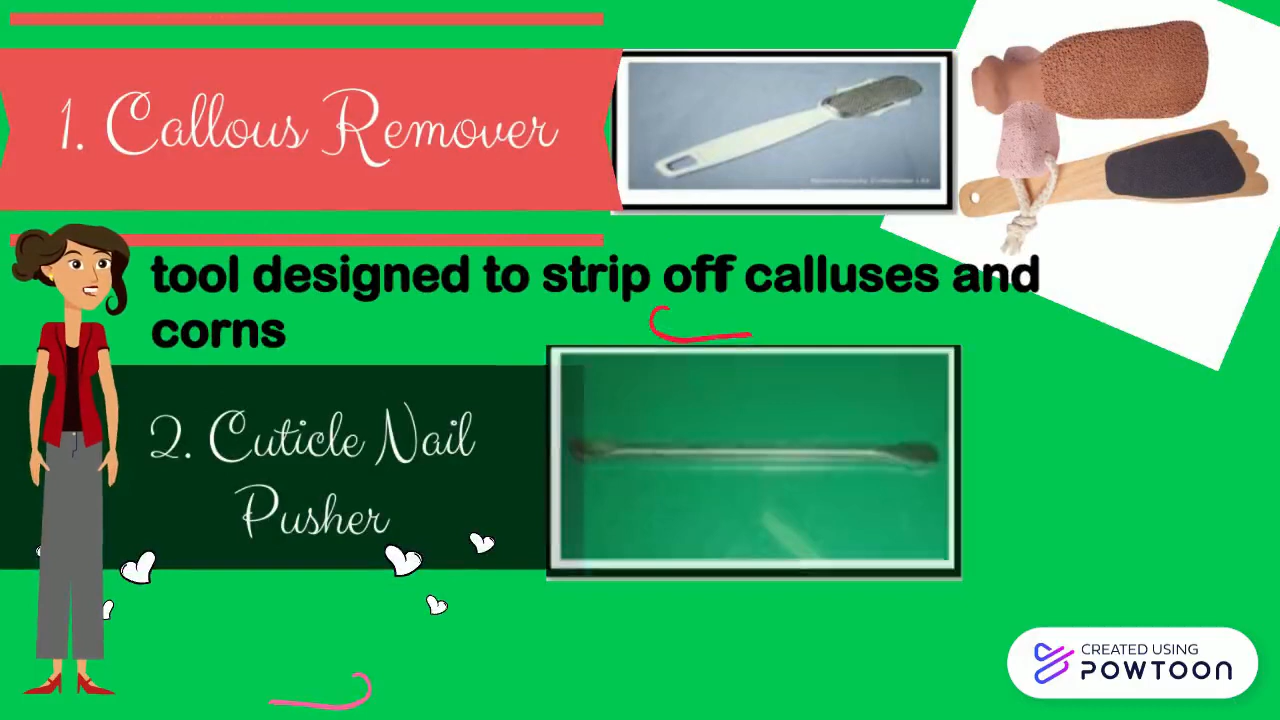 1. Callous Remover
tool designed to strip off calluses and
corns
2. Cuticle Nail
Pusher
CREATED USING
POWTOON